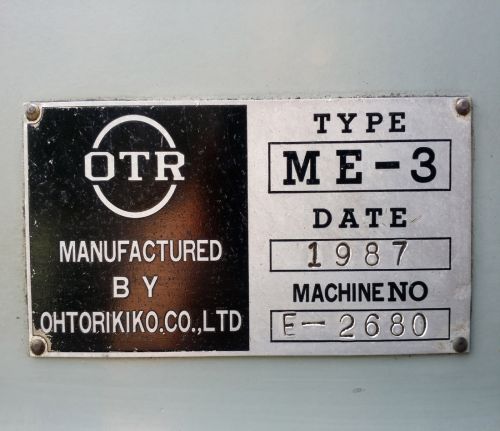 OTR
MANUFACTURED
BY
OHTORIKIKO.CO.,LTD
TYPE
ME-3
DATE
1987
MACHINE NO
E-2680